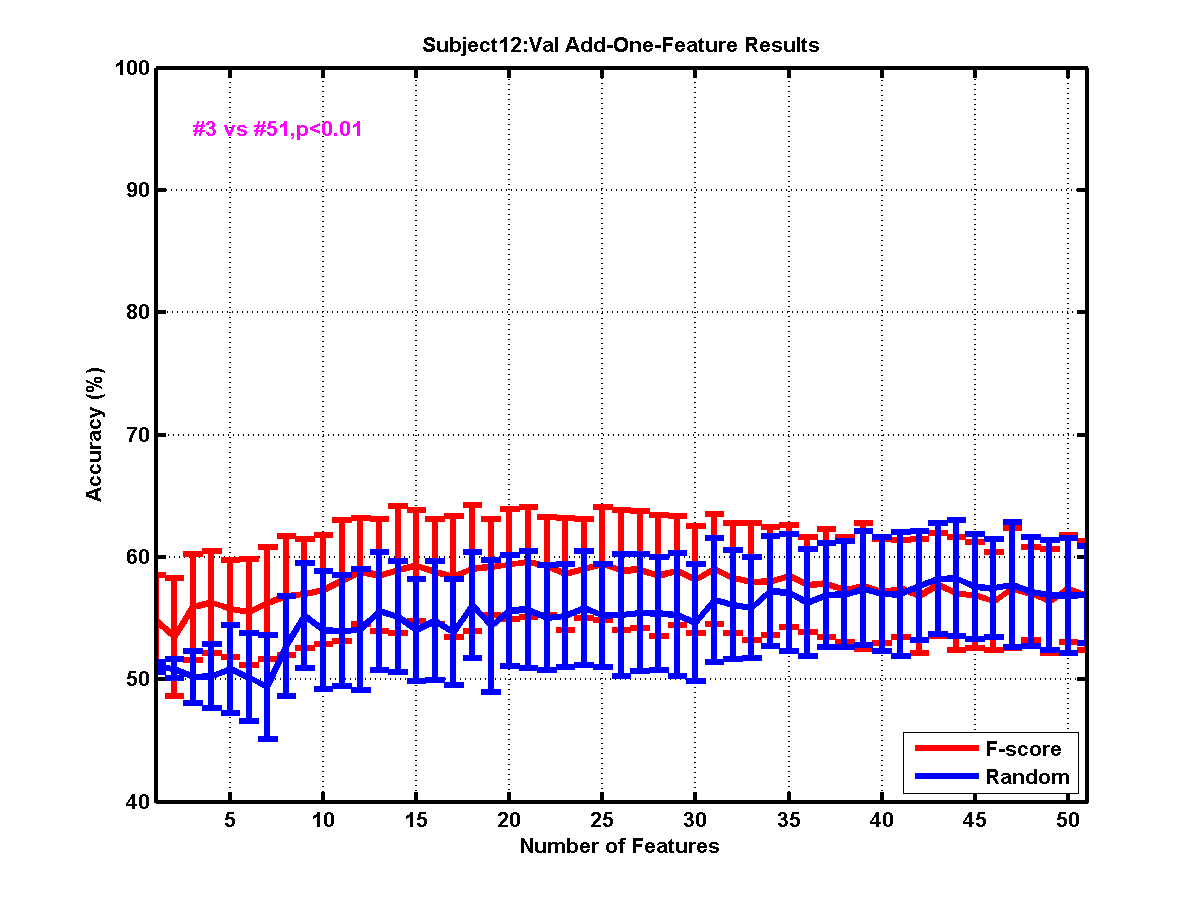 Subject12:Val Add-One-Feature Results
#3 vs #51,p<0.01
Accuracy (%)
100
90
80
70
60
50
40
5 10 15 20 25 30 35 40 45 50
Number of Features
F-score
Random